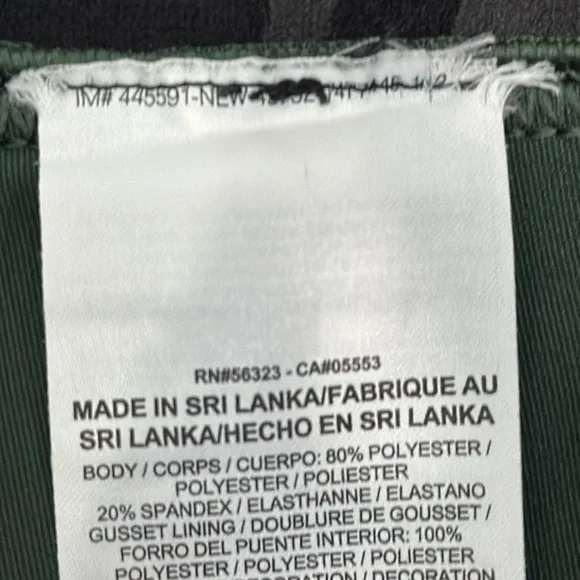 IM# 445591-NEW
RN#56323 - CA#05553
MADE IN SRI LANKA/FABRIQUE AU
SRI LANKA/HECHO EN SRI LANKA
BODY / CORPS / CUERPO: 80% POLYESTER /
POLYESTER / POLIESTER
20% SPANDEX / ELASTHANNE / ELASTANO
GUSSET LINING / DOUBLURE DE GOUSSET /
FORRO DEL PUENTE INTERIOR: 100%
POLYESTER / POLYESTER / POLIESTER
DECORATION